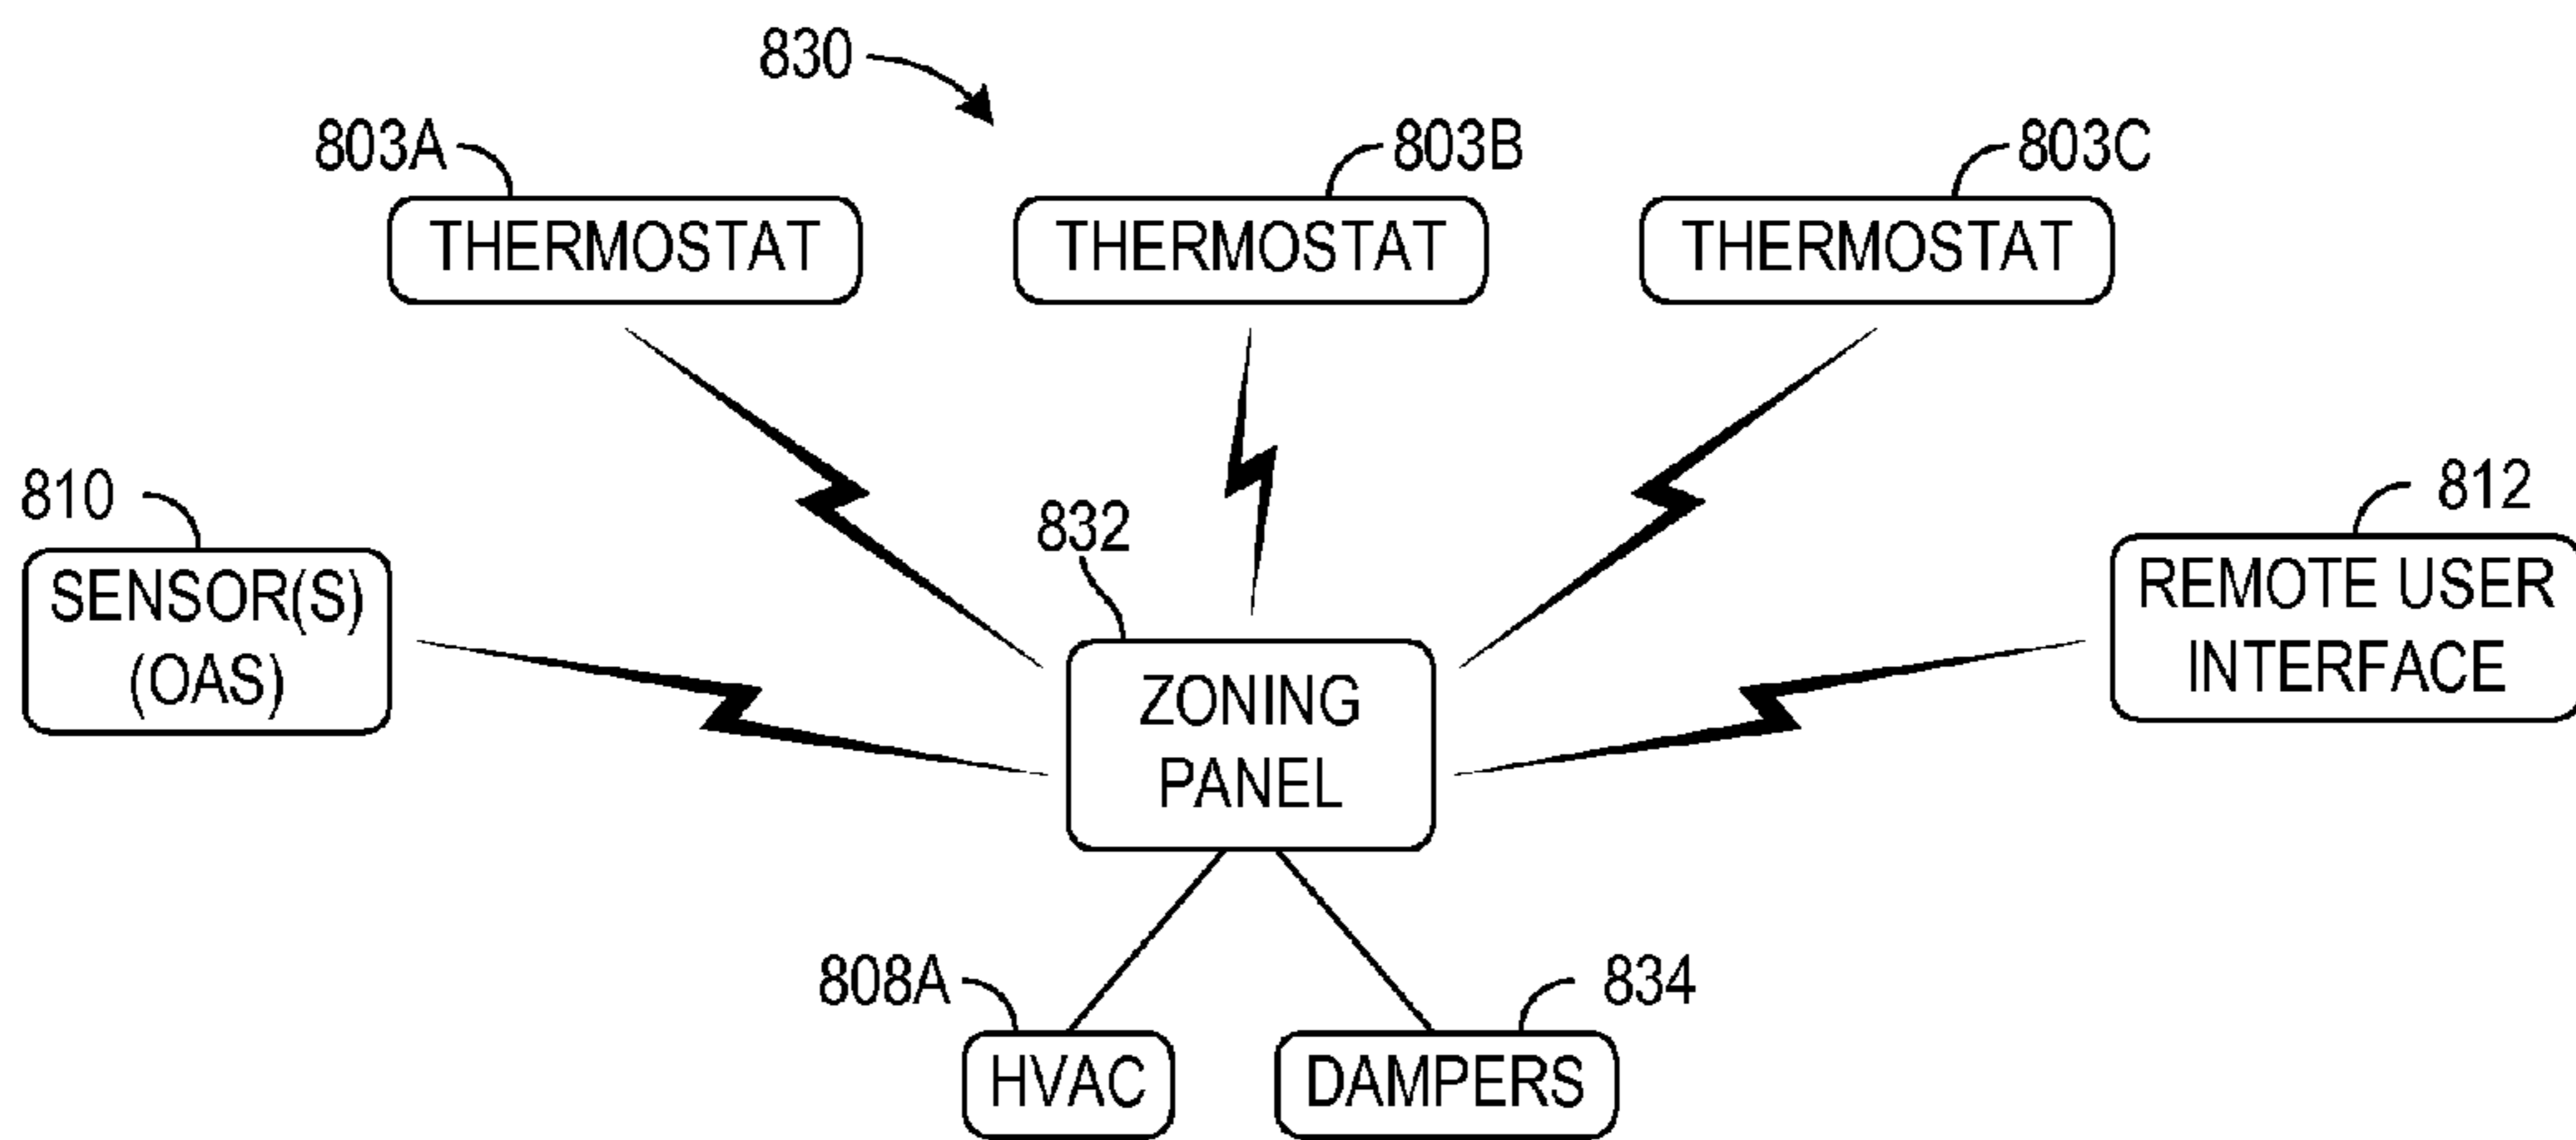 830
803A
803B
803C
THERMOSTAT
THERMOSTAT
THERMOSTAT
810
832
812
SENSOR(S)
(OAS)
REMOTE USER
INTERFACE
ZONING
PANEL
808A
834
HVAC
DAMPERS